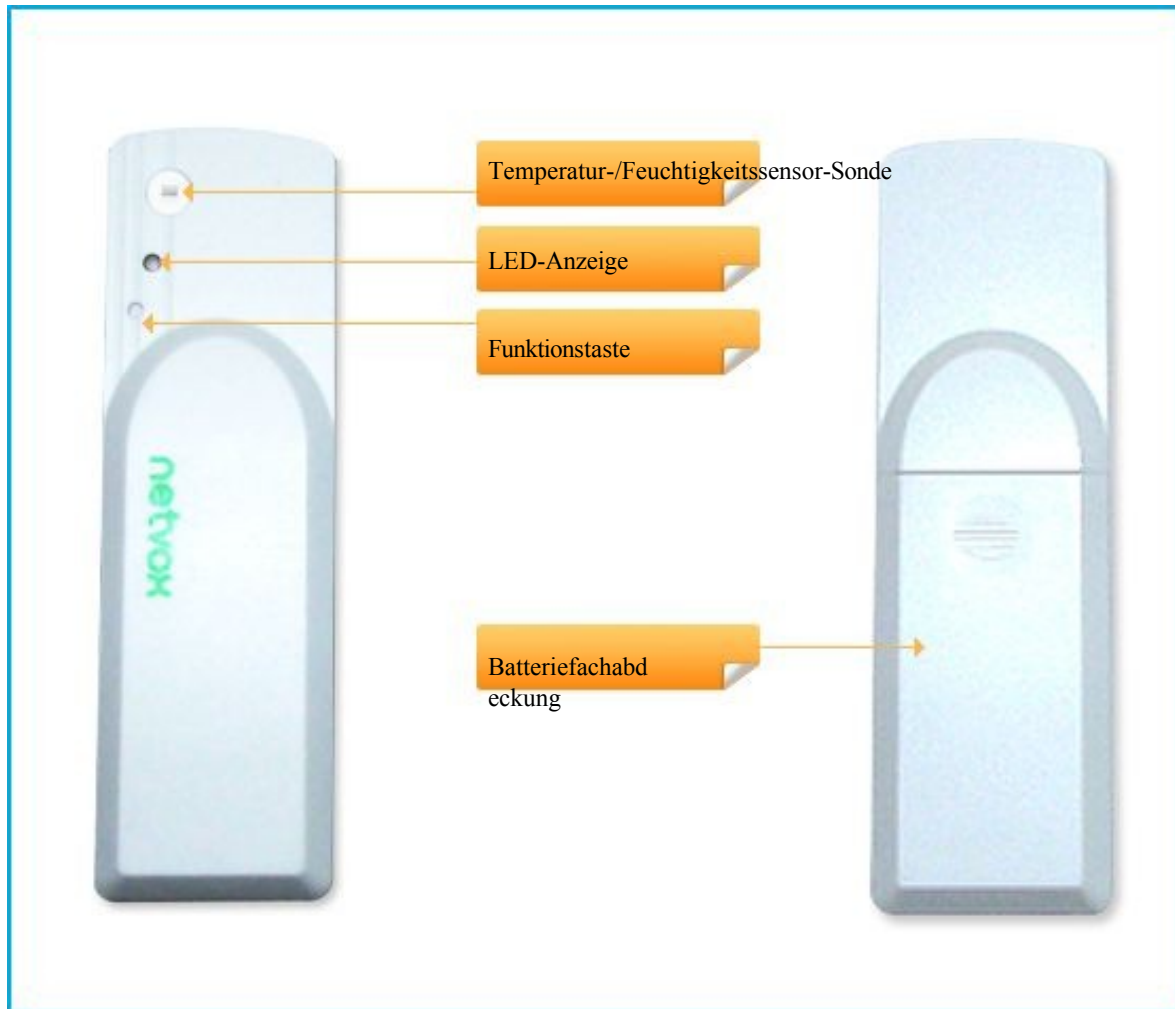 Temperatur-/Feuchtigkeitssensor-Sonde
LED-Anzeige
Funktionstaste
netvox
Batteriefachabd
eckung